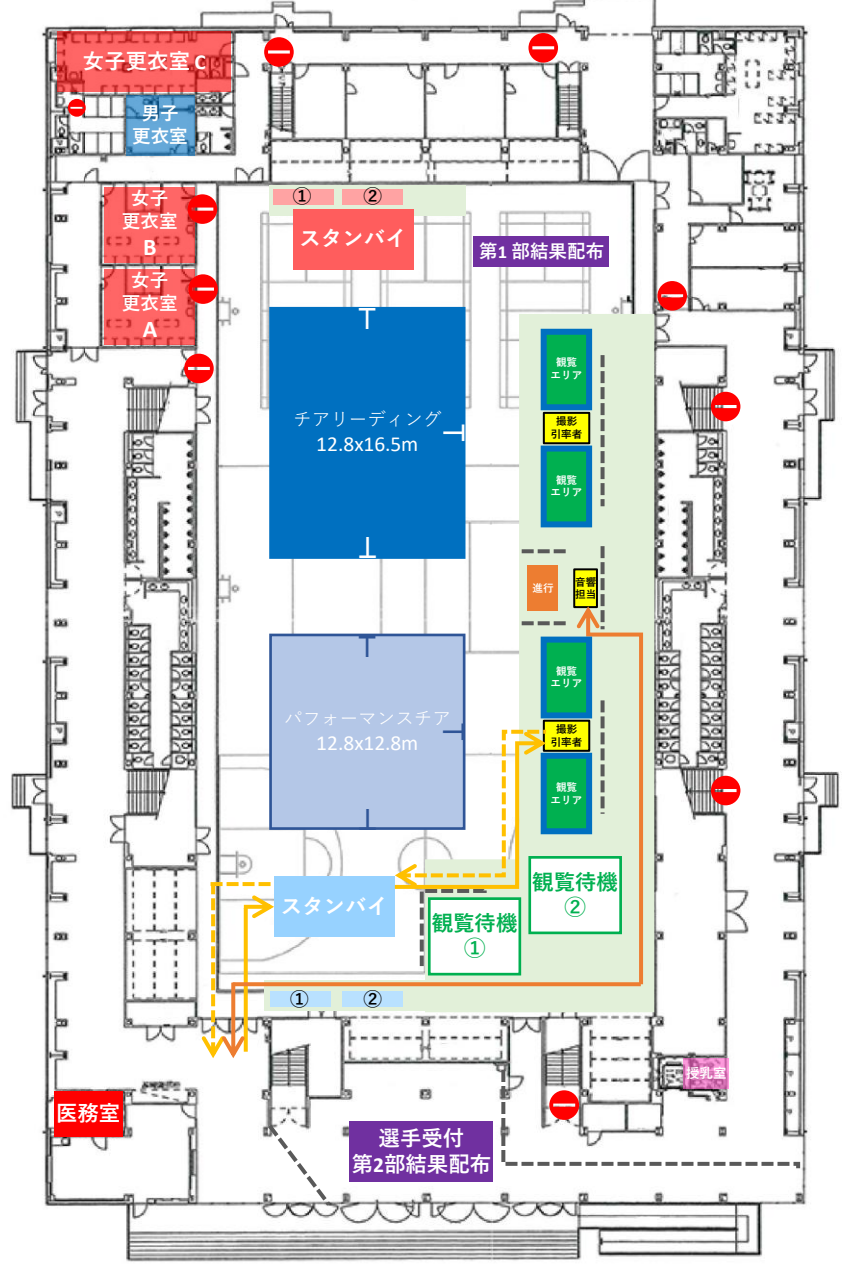 女子更衣室 C
男子
更衣室
女子
更衣室
B
女子
更衣室
A
① ②
スタンバイ
第1 部結果配布
チアリーディング
12.8x16.5m
観覧
エリア
撮影
引率者
観覧
エリア
進行
音響
担当
観覧
エリア
撮影
引率者
観覧
エリア
パフォーマンスチア
12.8x12.8m
スタンバイ
観覧待機
①
観覧待機
②
① ②
授乳室
医務室
選手受付
第2部結果配布